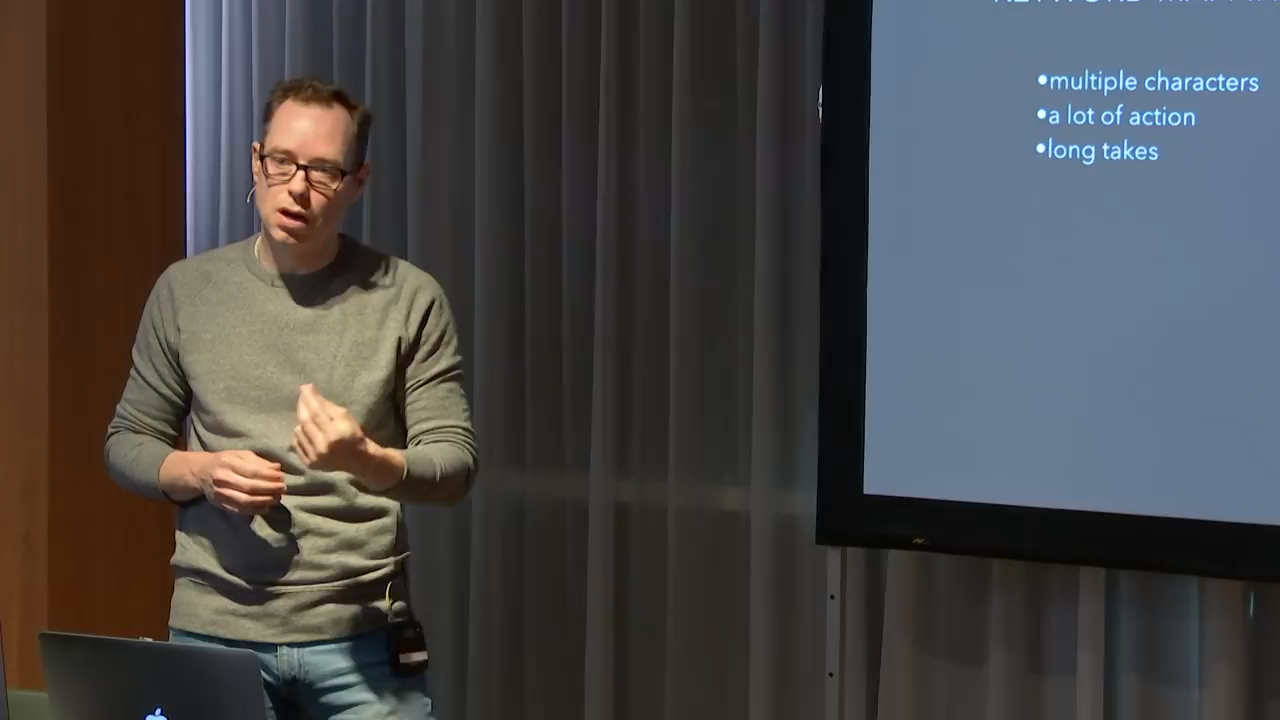 •multiple characters
•a lot of action
•long takes